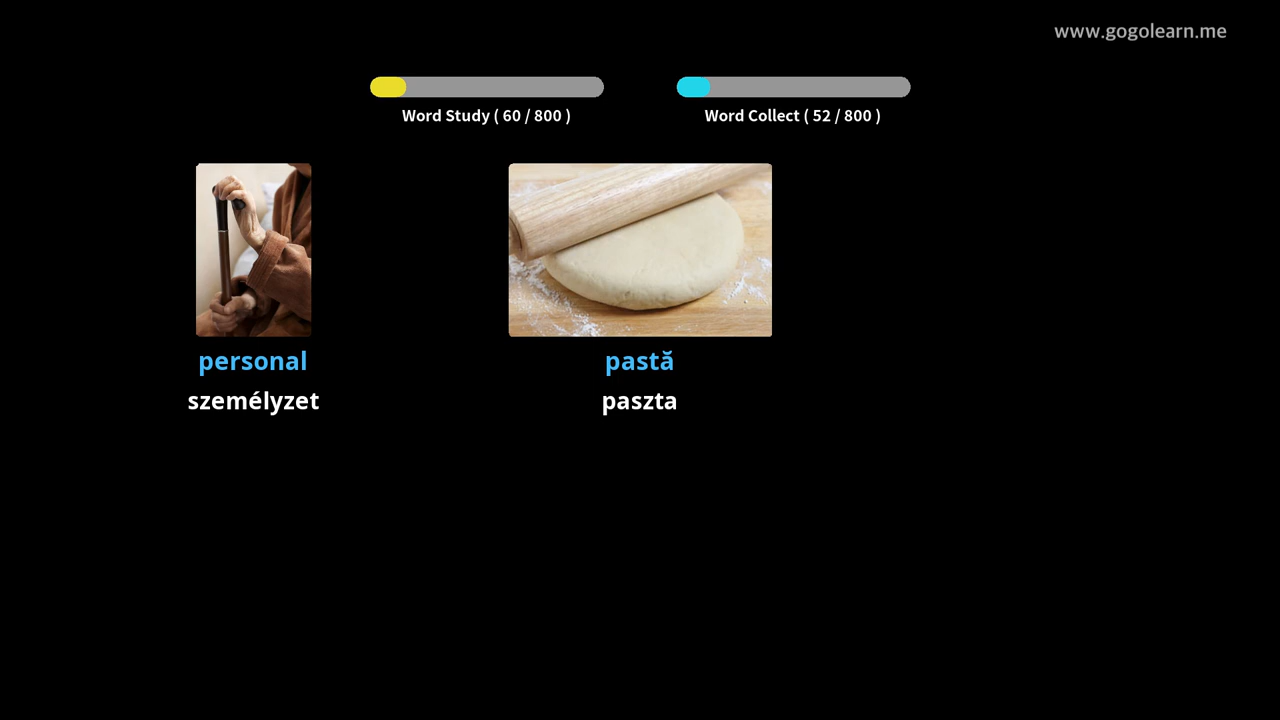 www.gogolearn.me
Word Study ( 60 / 800 )
Word Collect ( 52 / 800 )
personal
személyzet
pastă
paszta